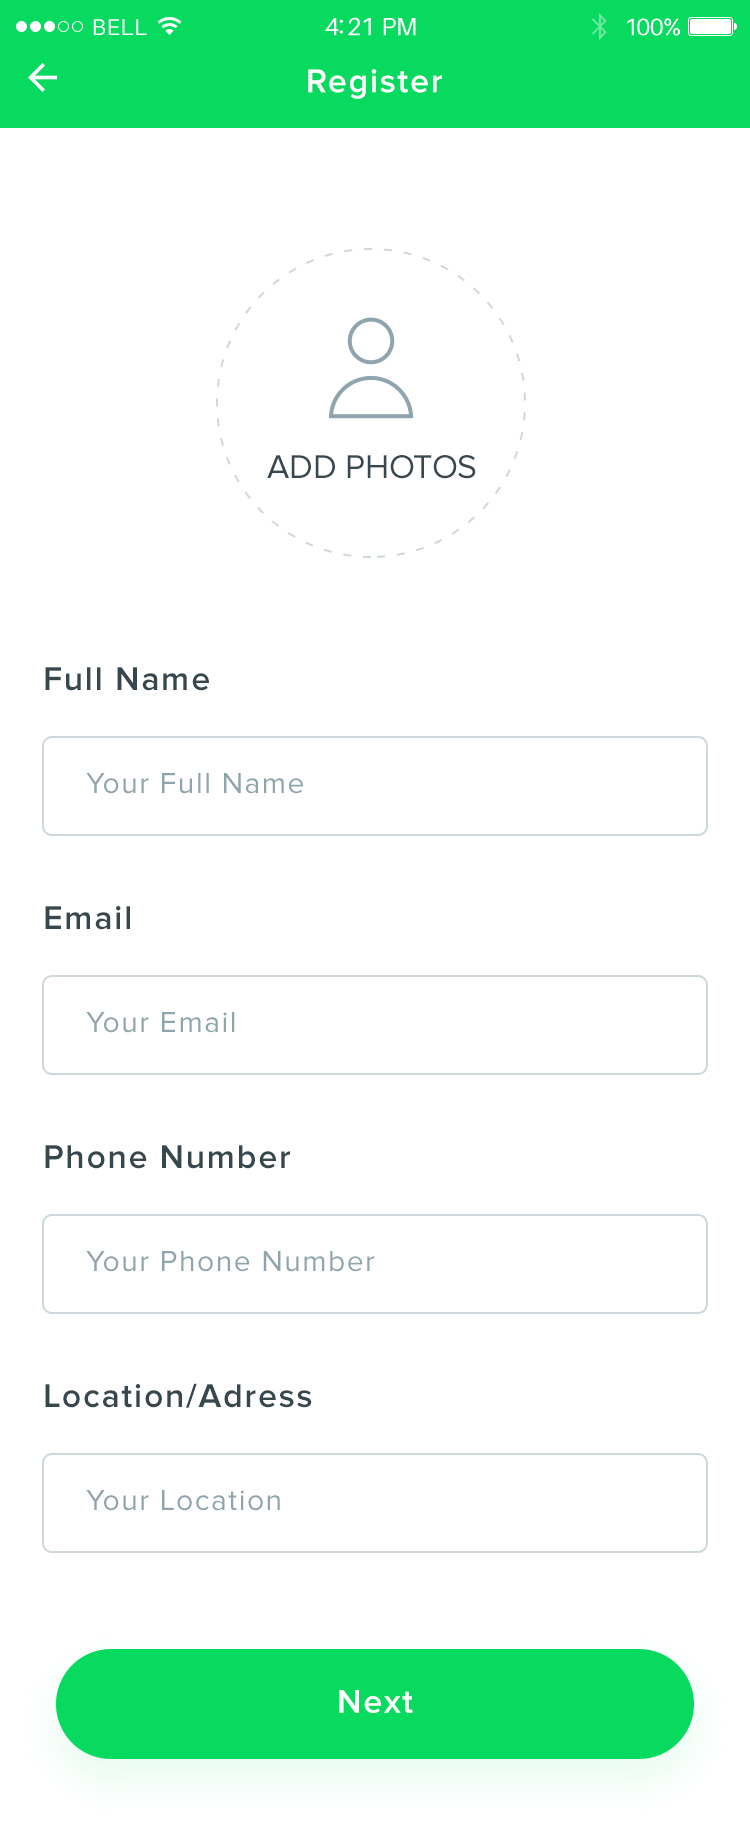 BELL 4:21 PM 100%
Register
ADD PHOTOS
Full Name
Your Full Name
Email
Your Email
Phone Number
Your Phone Number
Location/Adress
Your Location
Next